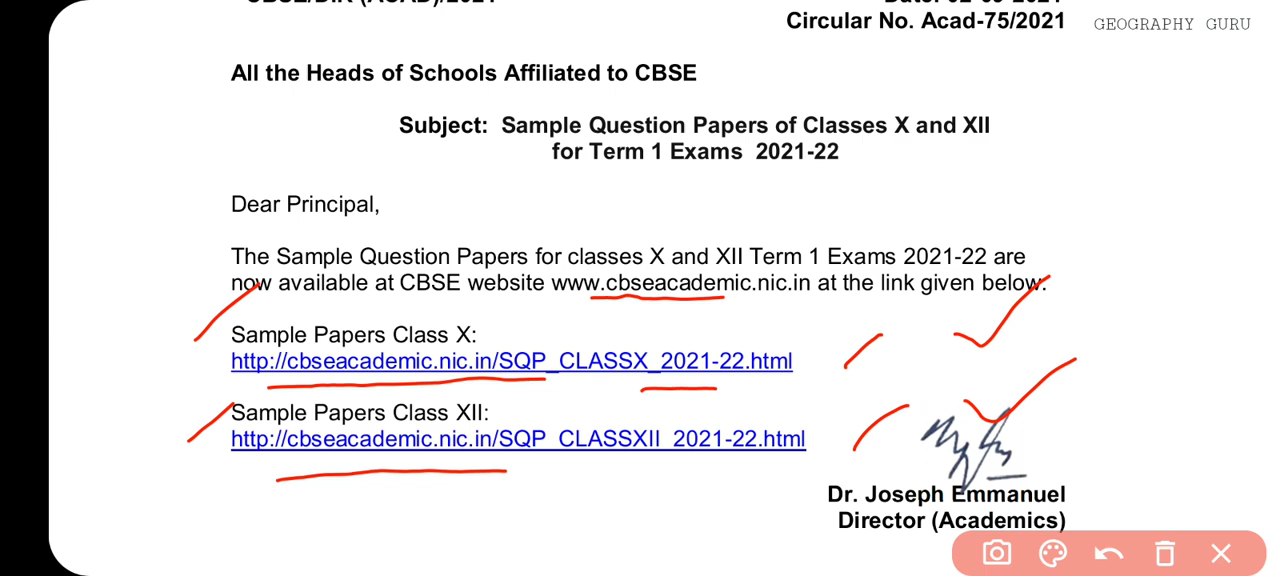 Circular No. Acad-75/2021
GEOGRAPHY GURU
All the Heads of Schools Affiliated to CBSE
Subject: Sample Question Papers of Classes X and XII
for Term 1 Exams 2021-22
Dear Principal,
The Sample Question Papers for classes X and XII Term 1 Exams 2021-22 are
now available at CBSE website www.cbseacademic.nic.in at the link given below:
Sample Papers Class X:
http://cbseacademic.nic.in/SQP_CLASSX_2021-22.html
Sample Papers Class XII:
http://cbseacademic.nic.in/SQP_CLASSXII_2021-22.html
Dr. Joseph Emmanuel
Director (Academics)